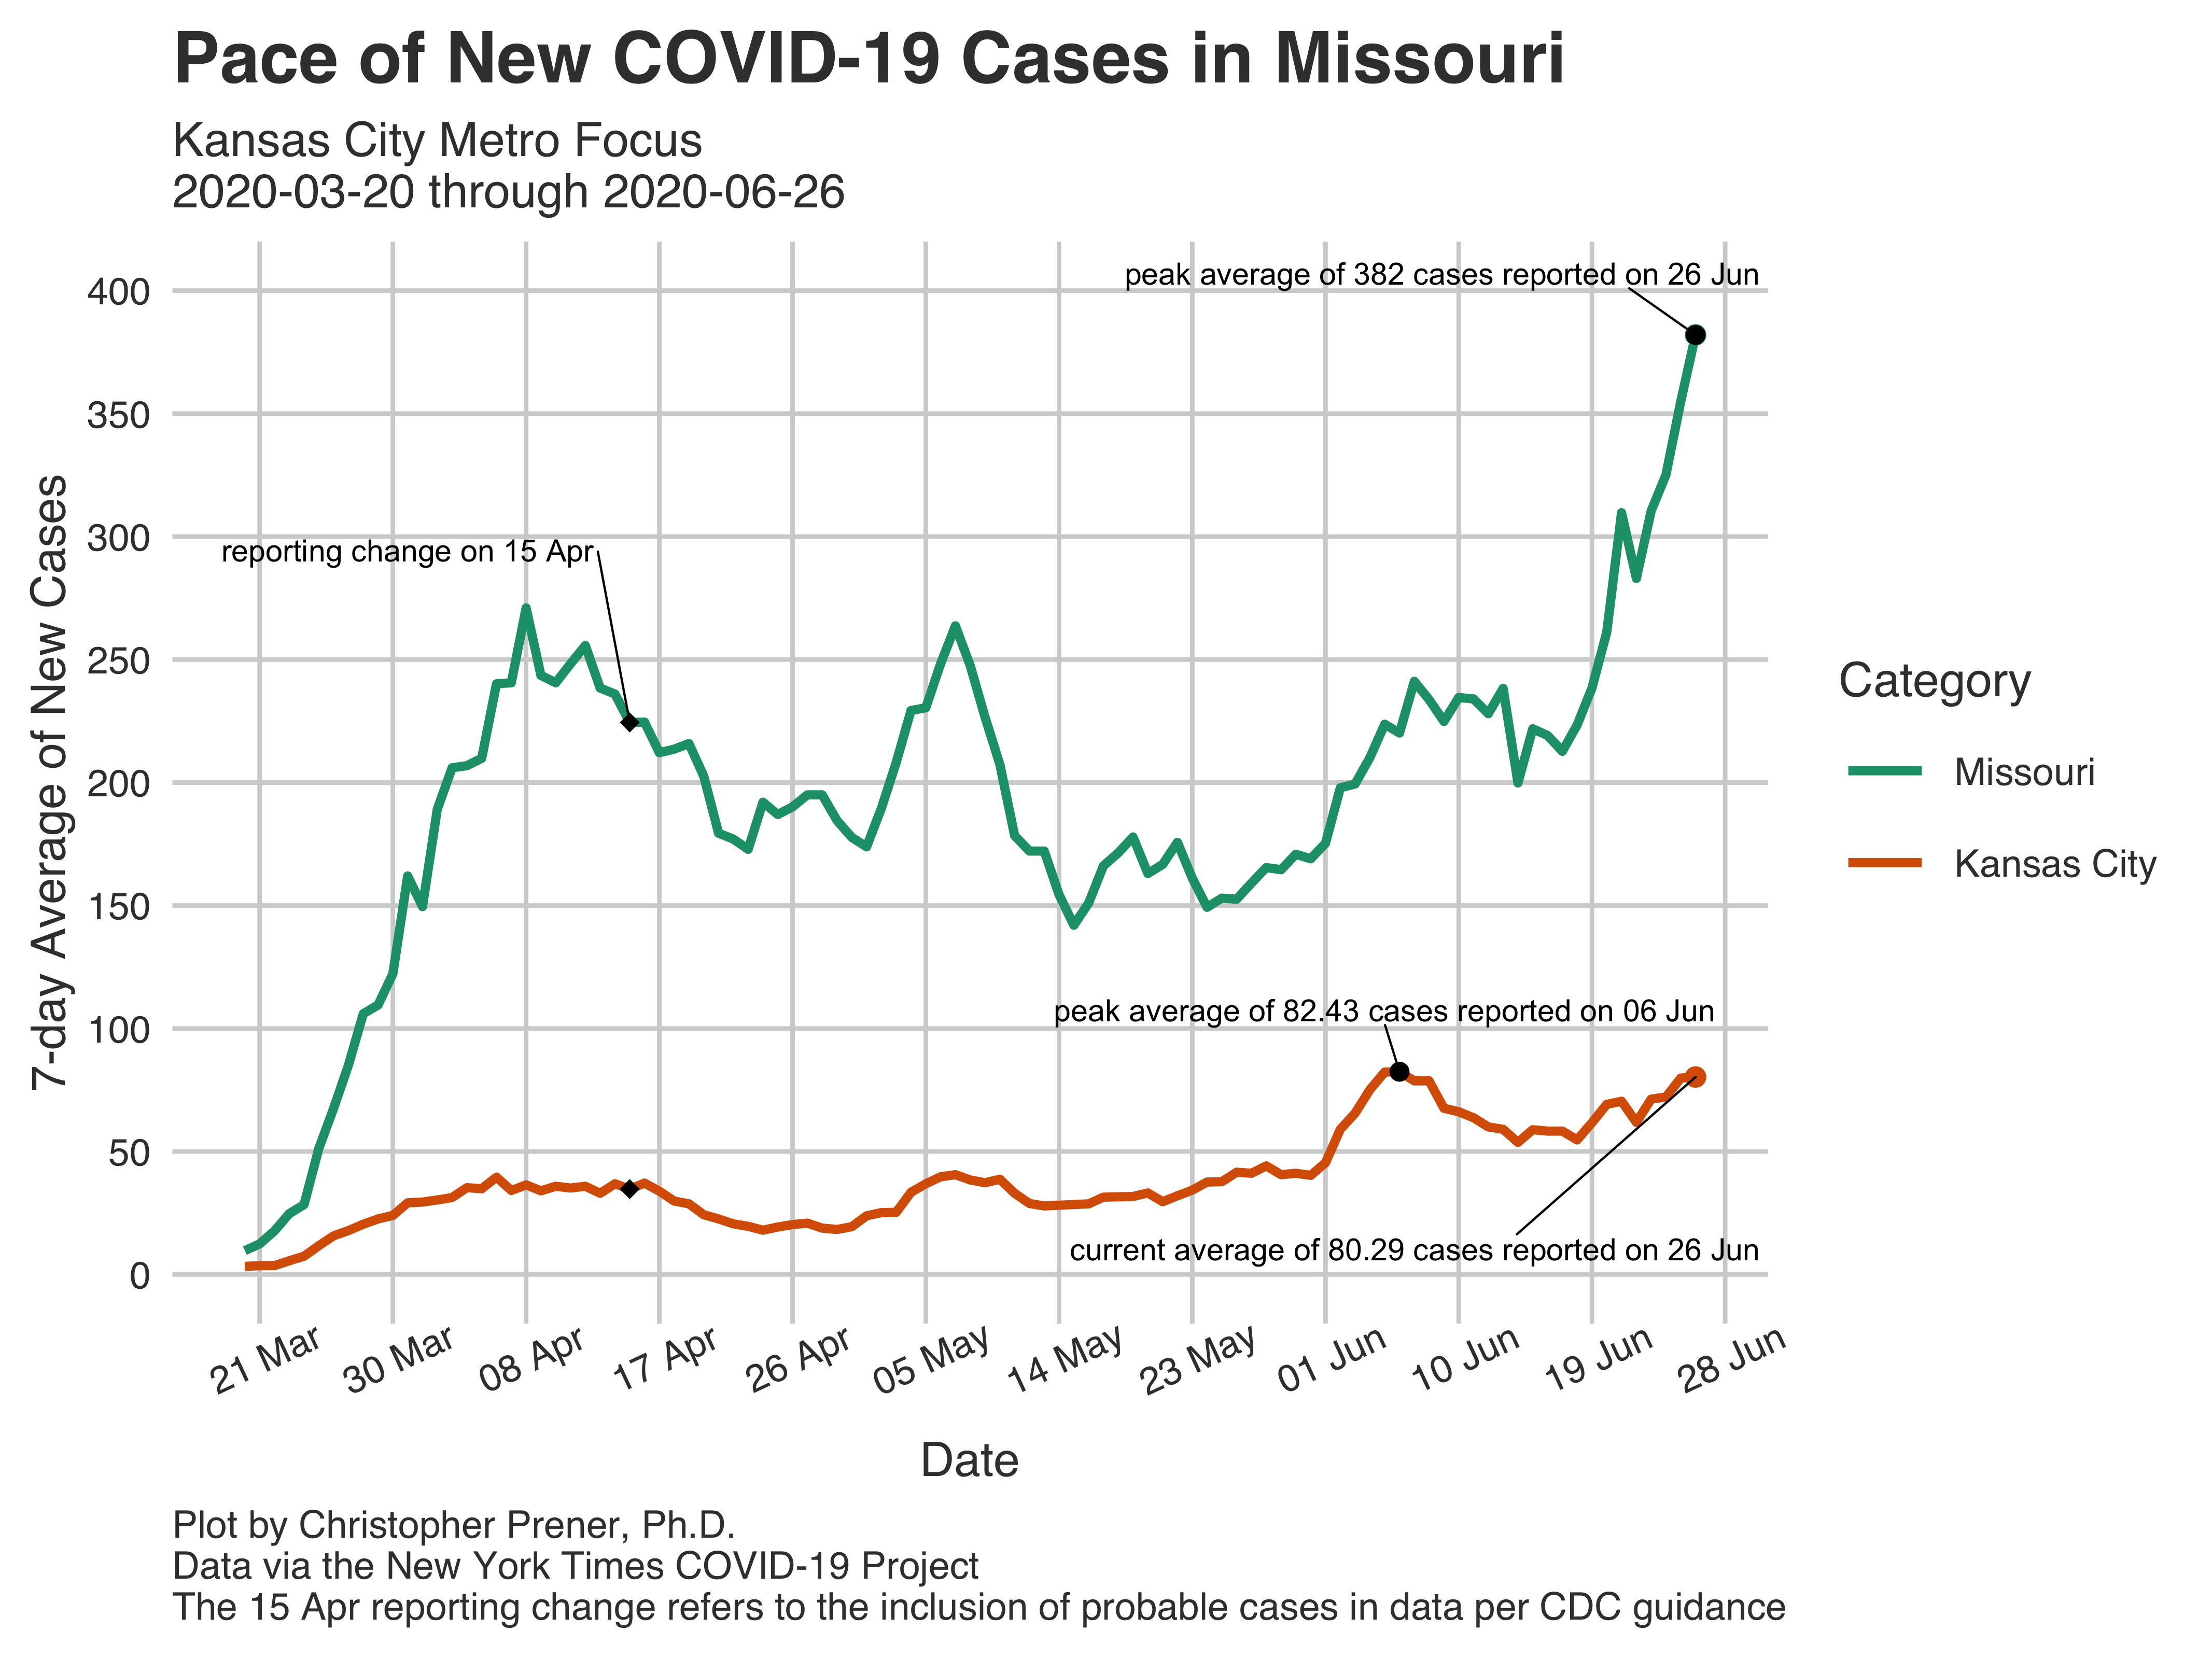 Pace of New COVID-19 Cases in Missouri
Kansas City Metro Focus
2020-03-20 through 2020-06-26
7-day Average of New Cases
400
350
300
250
200
150
100
50
0
peak average of 382 cases reported on 26 Jun
reporting change on 15 Apr
peak average of 82.43 cases reported on 06 Jun
current average of 80.29 cases reported on 26 Jun
21 Mar
30 Mar
08 Apr
17 Apr
26 Apr
05 May
14 May
23 May
01 Jun
10 Jun
19 Jun
28 Jun
Date
Category
Missouri
Kansas City
Plot by Christopher Prener, Ph.D.
Data via the New York Times COVID-19 Project
The 15 Apr reporting change refers to the inclusion of probable cases in data per CDC guidance